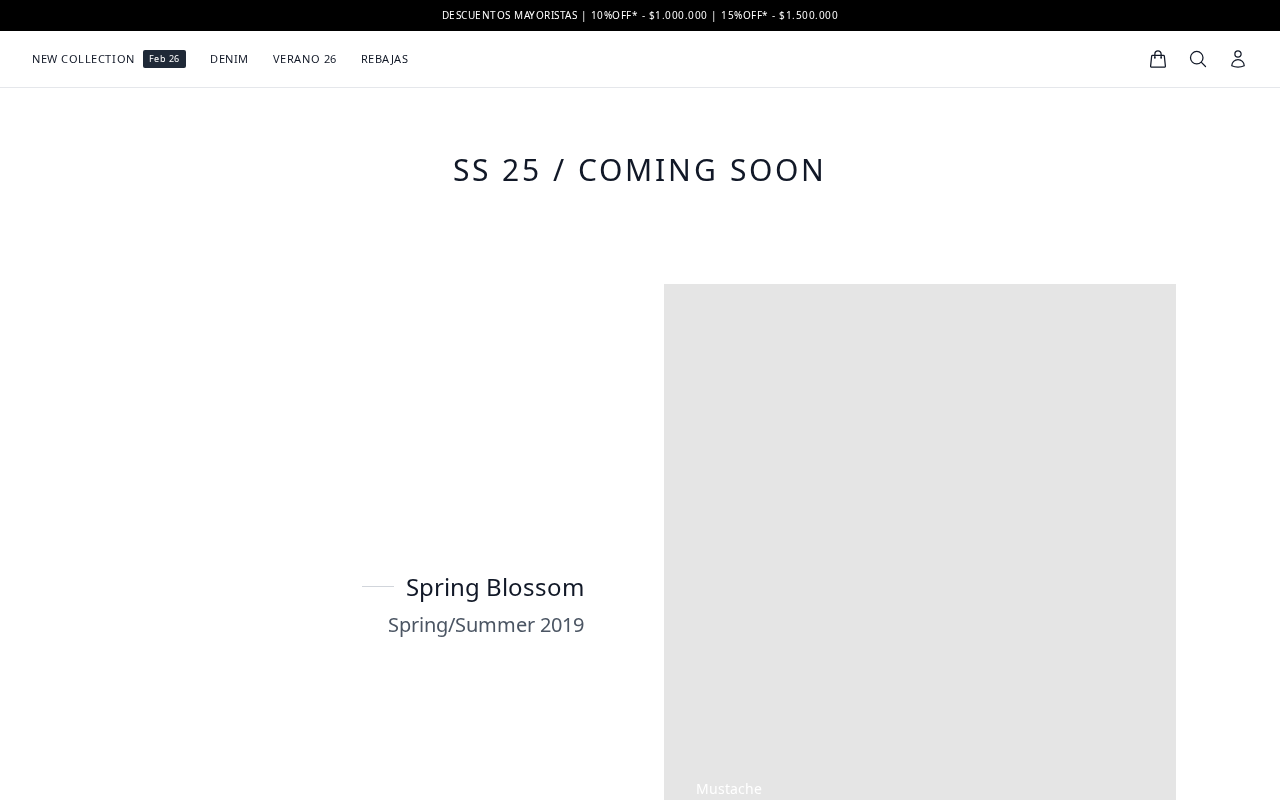 DESCUENTOS MAYORISTAS | 10%OFF* - $1.000.000 | 15%OFF* - $1.500.000
NEW COLLECTION Feb 26 DENIM VERANO 26 REBAJAS
SS 25 / COMING SOON
Spring Blossom
Spring/Summer 2019
Mustache